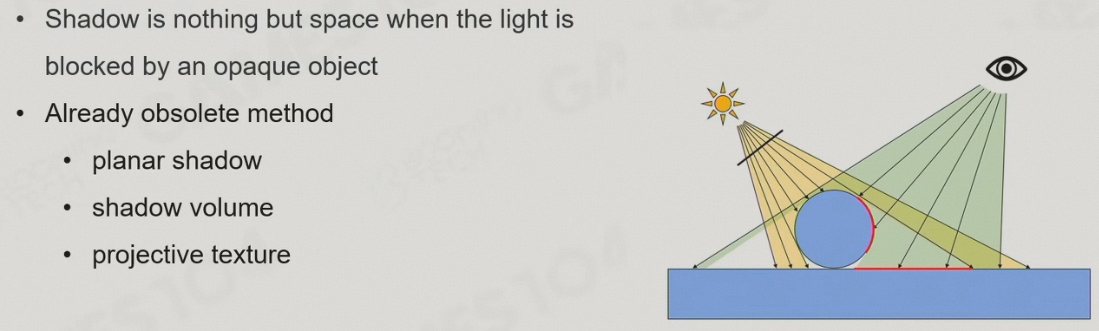 • Shadow is nothing but space when the light is
blocked by an opaque object
• Already obsolete method
• planar shadow
• shadow volume
• projective texture